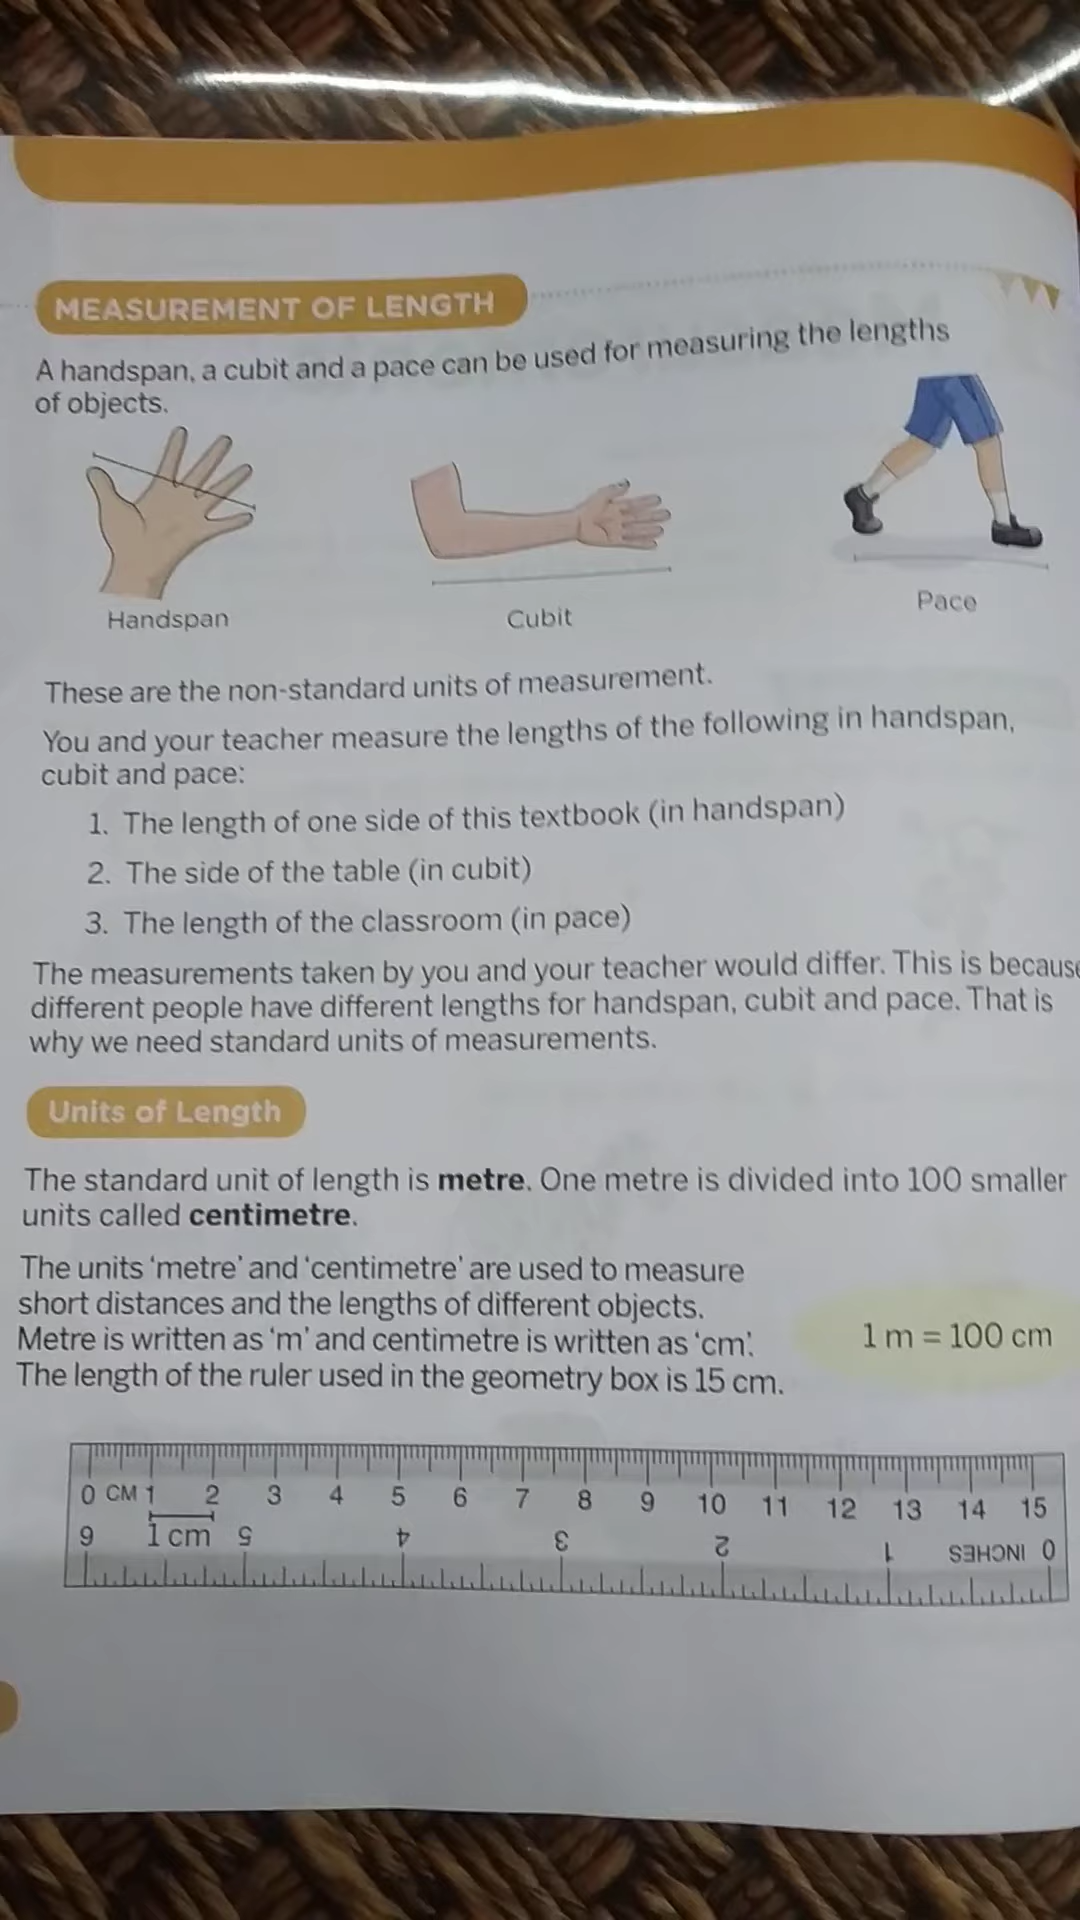 MEASUREMENT OF LENGTH
A handspan, a cubit and a pace can be used for measuring the lengths
of objects.
Handspan
Cubit
Pace
These are the non-standard units of measurement.
You and your teacher measure the lengths of the following in handspan,
cubit and pace:
1. The length of one side of this textbook (in handspan)
2. The side of the table (in cubit)
3. The length of the classroom (in pace)
The measurements taken by you and your teacher would differ. This is because
different people have different lengths for handspan, cubit and pace. That is
why we need standard units of measurements.
Units of Length
The standard unit of length is metre. One metre is divided into 100 smaller
units called centimetre.
The units 'metre' and 'centimetre' are used to measure
short distances and the lengths of different objects.
Metre is written as 'm' and centimetre is written as 'cm'.
The length of the ruler used in the geometry box is 15 cm.
1 m = 100 cm
0 CM 1 2 3 4 5 6 7 8 9 10 11 12 13 14 15
1 cm
0 INCHES 1 2 3 4 5 6